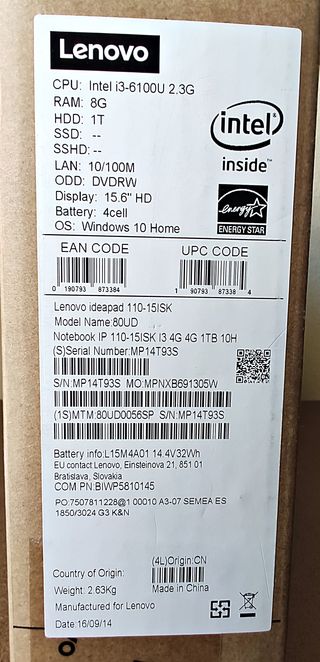 Lenovo
CPU: Intel i3-6100U 2.3G
RAM: 8G
HDD: 1T
SSD: --
SSHD: --
LAN: 10/100M
ODD: DVDRW
Display: 15.6" HD
Battery: 4cell
OS: Windows 10 Home
intel
inside™
energy
ENERGY STAR
EAN CODE
UPC CODE
0 190793 873384
1 90793 87338 4
Lenovo ideapad 110-15ISK
Model Name:80UD
Notebook IP 110-15ISK I3 4G 4G 1TB 10H
(S)Serial Number:MP14T93S
S/N:MP14T93S MO:MPNXB691305W
(1S)MTM:80UD0056SP S/N:MP14T93S
Battery info:L15M4A01 14.4V32Wh
EU contact Lenovo, Einsteinova 21, 851 01
Bratislava, Slovakia
COM PN:BIWP5810145
PO:7507811228@1 00010 A3-07 SEMEA ES
1850/3024 G3 K&N
(4L)Origin:CN
Country of Origin:
Made in China
Weight: 2.63Kg
Manufactured for Lenovo
Date:16/09/14